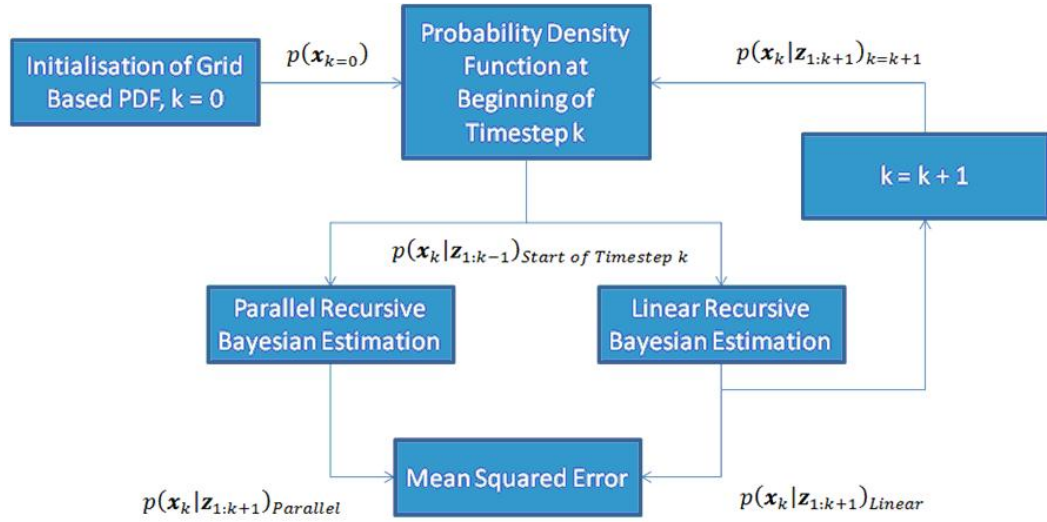 Initialisation of Grid
Based PDF, k = 0
p(x_{k=0})
Probability Density
Function at
Beginning of
Timestep k
p(x_k|z_{1:k+1})_{k=k+1}
k = k + 1
p(x_k|z_{1:k−1})_{Start of Timestep k}
Parallel Recursive
Bayesian Estimation
Linear Recursive
Bayesian Estimation
Mean Squared Error
p(x_k|z_{1:k+1})_{Parallel}
p(x_k|z_{1:k+1})_{Linear}